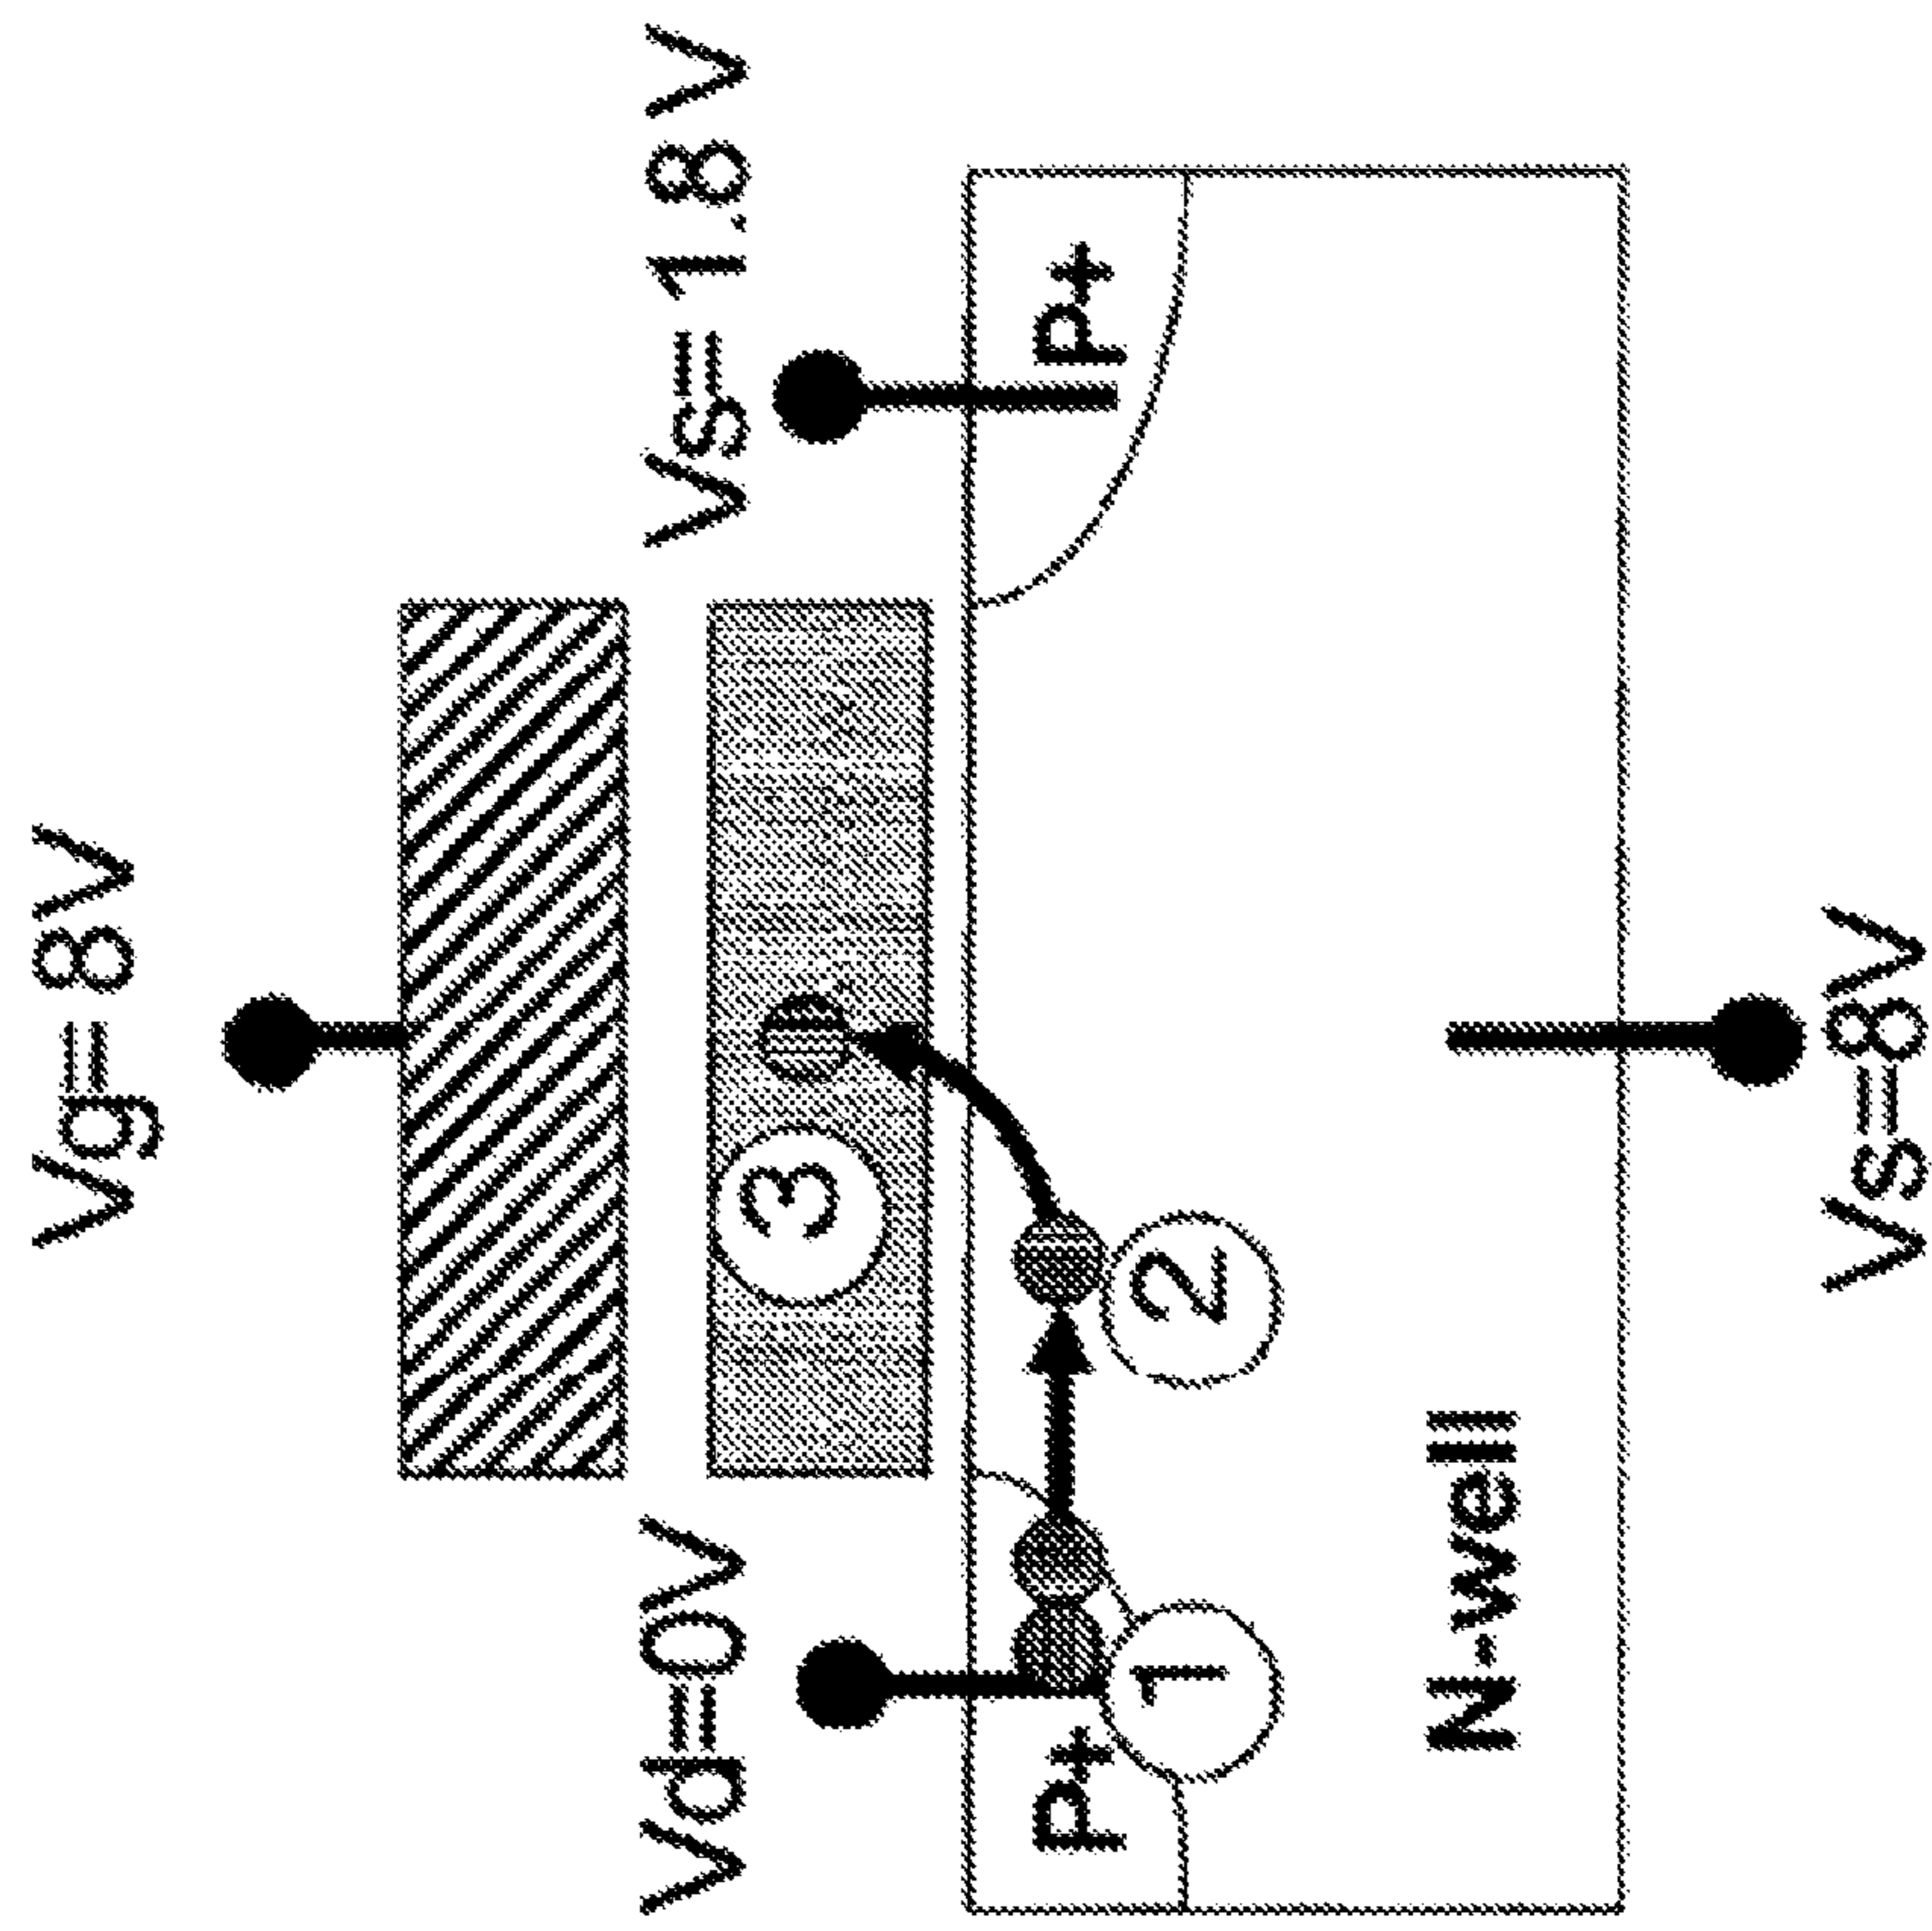 Vg=8V
Vd=0V
Vs=1.8V
3
P+
P+
1
2
N-well
Vs=8V